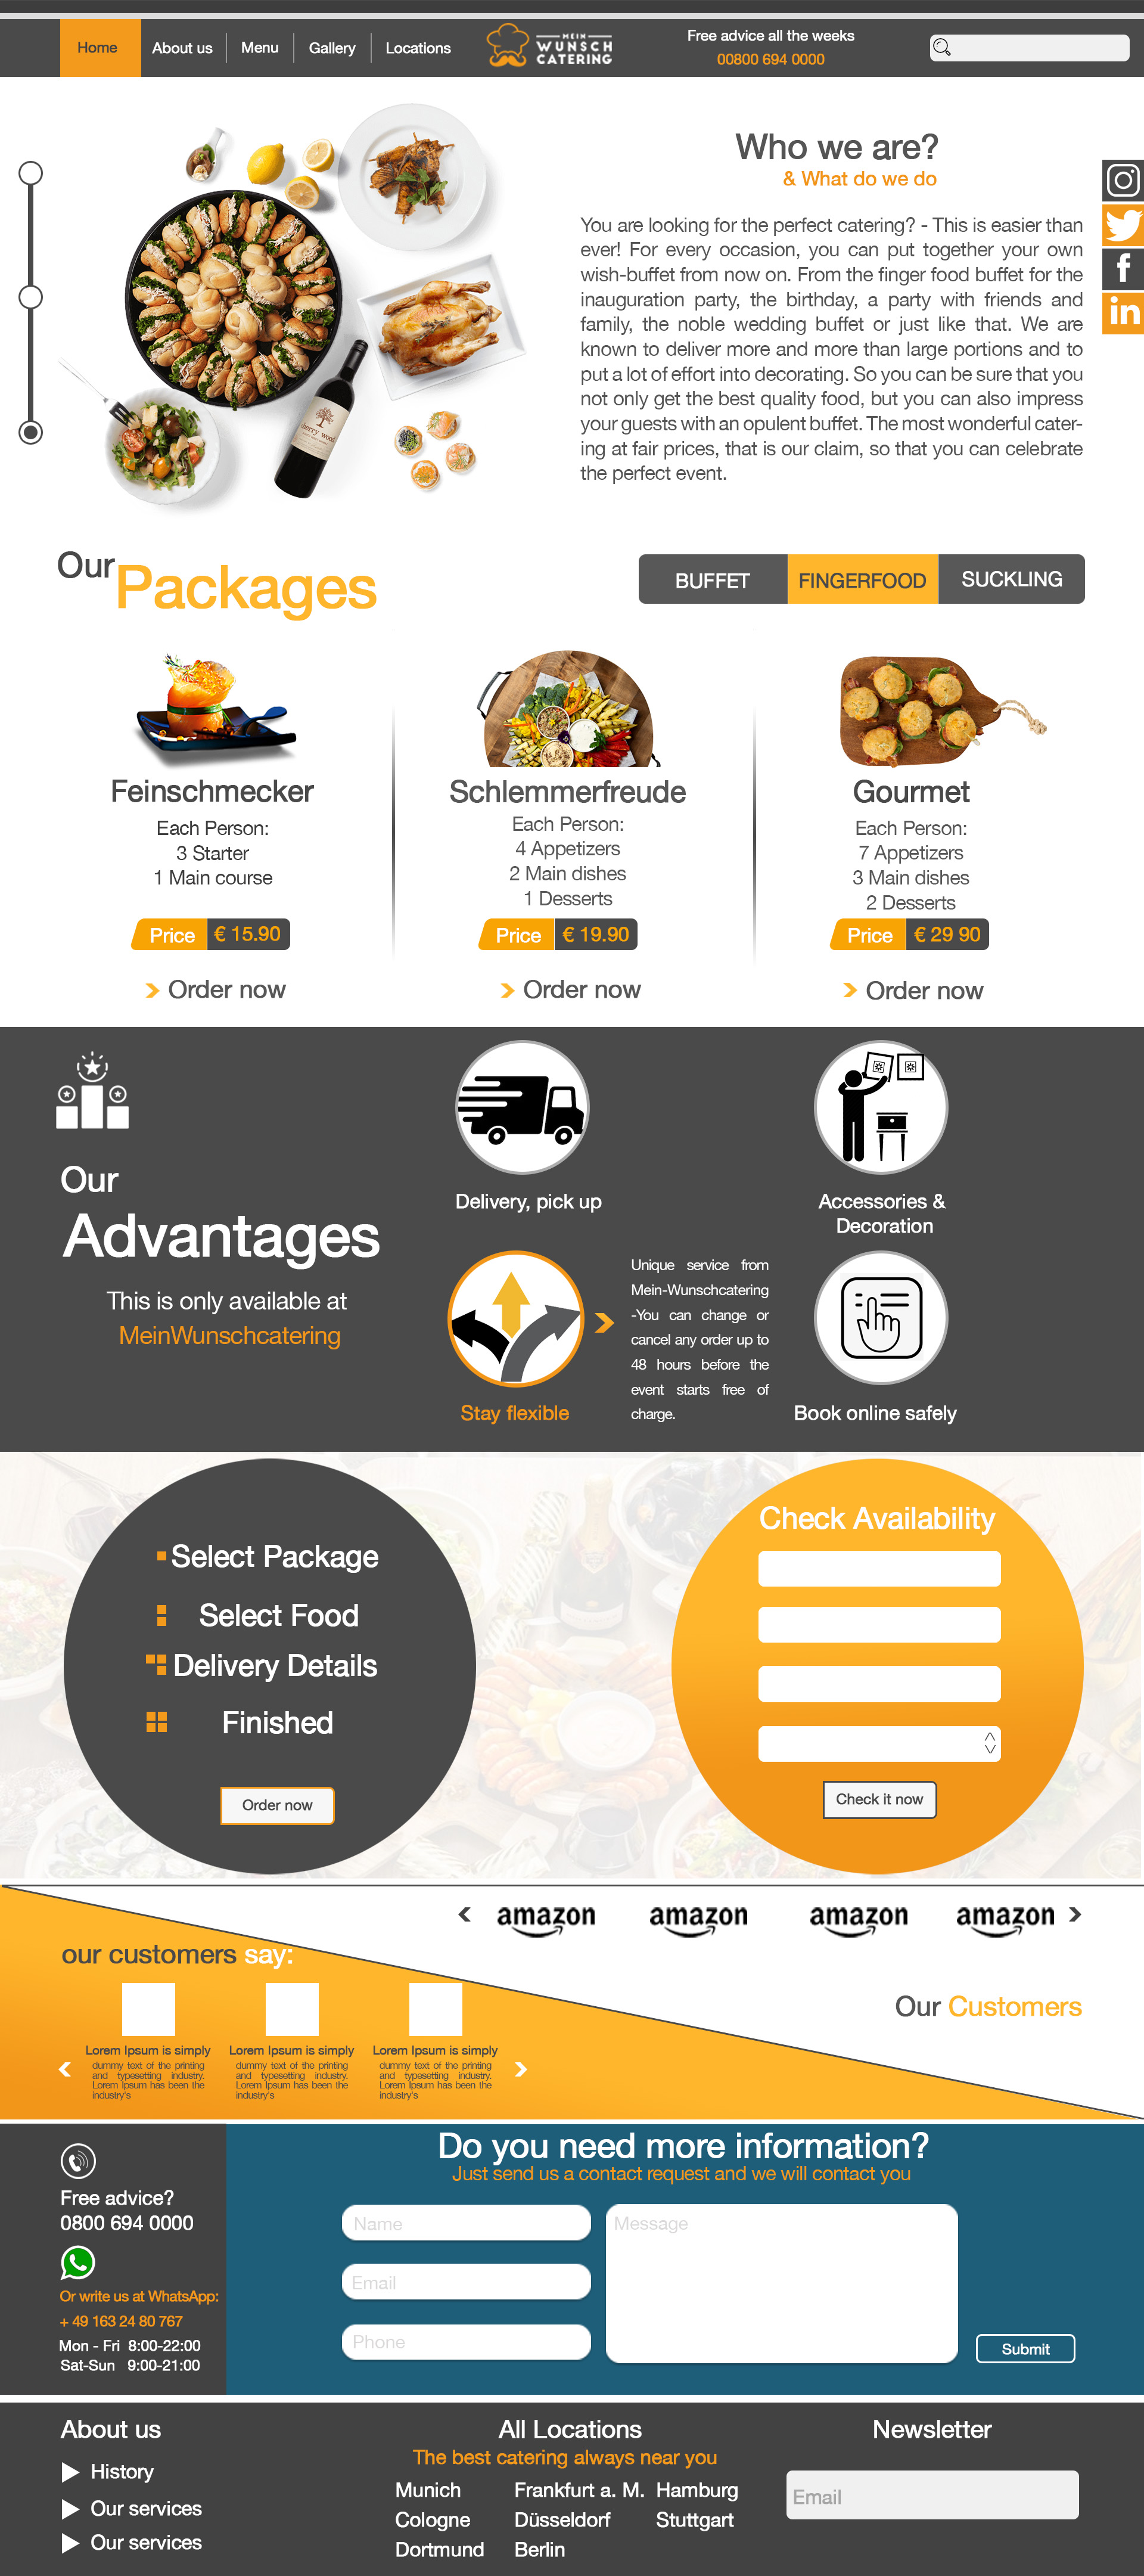 Home
About us
Menu
Gallery
Locations
MEIN
WUNSCH
CATERING
Free advice all the weeks
00800 694 0000
Who we are?
& What do we do
You are looking for the perfect catering? - This is easier than
ever! For every occasion, you can put together your own
wish-buffet from now on. From the finger food buffet for the
inauguration party, the birthday, a party with friends and
family, the noble wedding buffet or just like that. We are
known to deliver more and more than large portions and to
put a lot of effort into decorating. So you can be sure that you
not only get the best quality food, but you can also impress
your guests with an opulent buffet. The most wonderful cater-
ing at fair prices, that is our claim, so that you can celebrate
the perfect event.
Our
Packages
BUFFET
FINGERFOOD
SUCKLING
Feinschmecker
Each Person:
3 Starter
1 Main course
Price € 15.90
Order now
Schlemmerfreude
Each Person:
4 Appetizers
2 Main dishes
1 Desserts
Price € 19.90
Order now
Gourmet
Each Person:
7 Appetizers
3 Main dishes
2 Desserts
Price € 29 90
Order now
Our
Advantages
This is only available at
MeinWunschcatering
Delivery, pick up
Accessories &
Decoration
Stay flexible
Unique service from
Mein-Wunschcatering
-You can change or
cancel any order up to
48 hours before the
event starts free of
charge.
Book online safely
Select Package
Select Food
Delivery Details
Finished
Order now
Check Availability
Check it now
amazon
amazon
amazon
amazon
our customers say:
Our Customers
Lorem Ipsum is simply
dummy text of the printing
and typesetting industry.
Lorem Ipsum has been the
industry's
Lorem Ipsum is simply
dummy text of the printing
and typesetting industry.
Lorem Ipsum has been the
industry's
Lorem Ipsum is simply
dummy text of the printing
and typesetting industry.
Lorem Ipsum has been the
industry's
Free advice?
0800 694 0000
Or write us at WhatsApp:
+ 49 163 24 80 767
Mon - Fri 8:00-22:00
Sat-Sun 9:00-21:00
Do you need more information?
Just send us a contact request and we will contact you
Name
Email
Phone
Message
Submit
About us
History
Our services
Our services
All Locations
The best catering always near you
Munich
Frankfurt a. M.
Hamburg
Cologne
Düsseldorf
Stuttgart
Dortmund
Berlin
Newsletter
Email